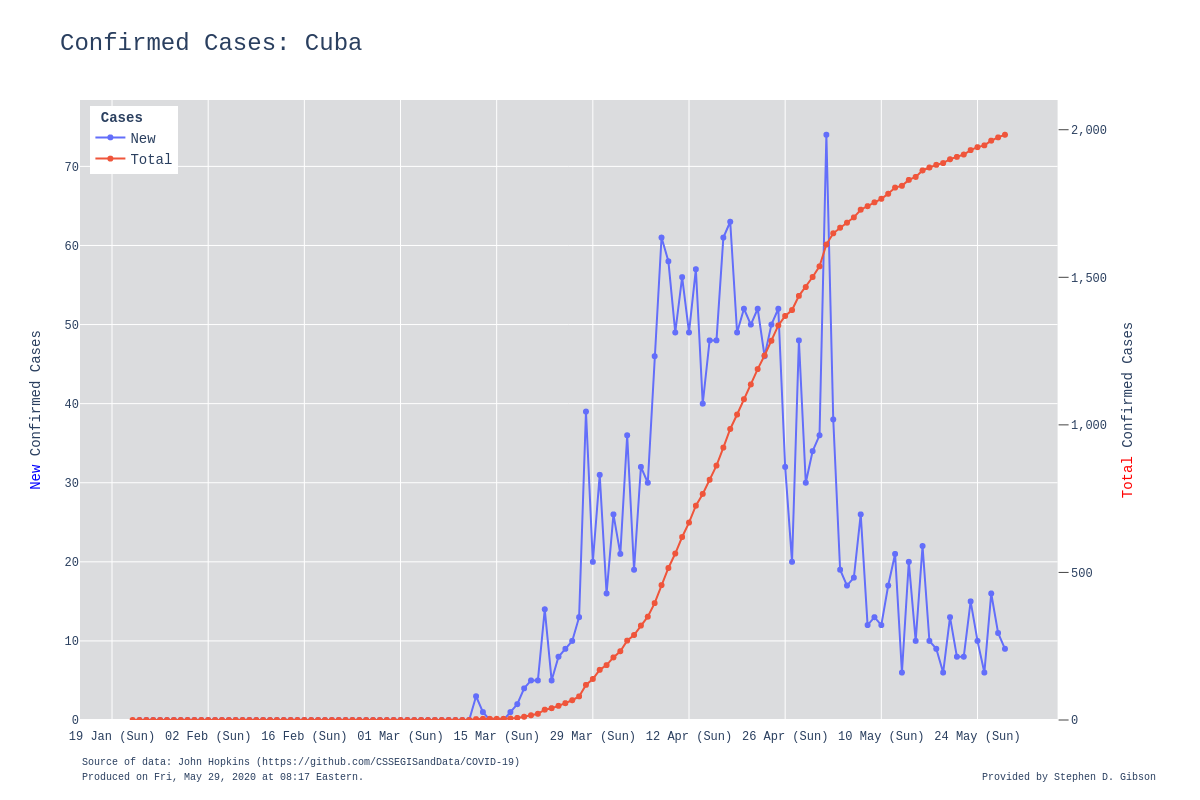 Confirmed Cases: Cuba
Cases
New
Total
70
60
50
40
30
20
10
0
2,000
1,500
1,000
500
0
New Confirmed Cases
Total Confirmed Cases
19 Jan (Sun) 02 Feb (Sun) 16 Feb (Sun) 01 Mar (Sun) 15 Mar (Sun) 29 Mar (Sun) 12 Apr (Sun) 26 Apr (Sun) 10 May (Sun) 24 May (Sun)
Source of data: John Hopkins (https://github.com/CSSEGISandData/COVID-19)
Produced on Fri, May 29, 2020 at 08:17 Eastern.
Provided by Stephen D. Gibson